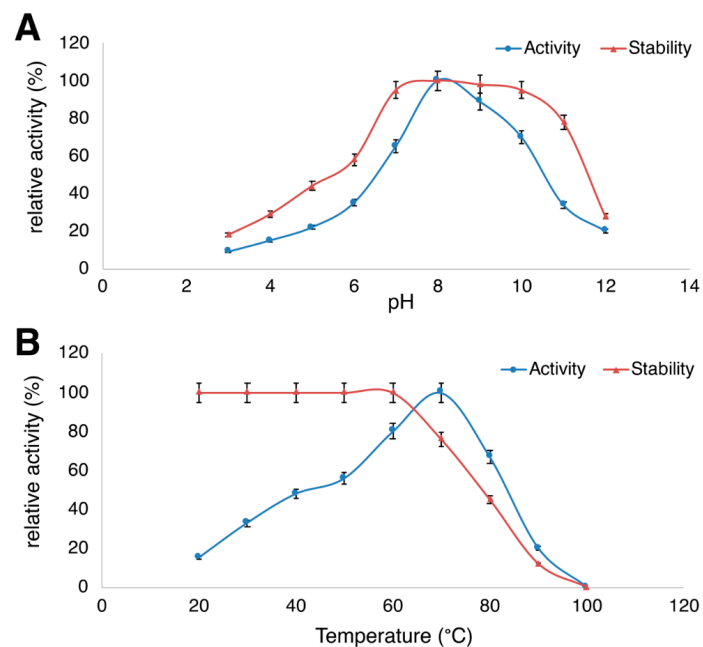 A
Activity Stability
relative activity (%)
120
100
80
60
40
20
0
0 2 4 6 8 10 12 14
pH
B
Activity Stability
relative activity (%)
120
100
80
60
40
20
0
0 20 40 60 80 100 120
Temperature (°C)